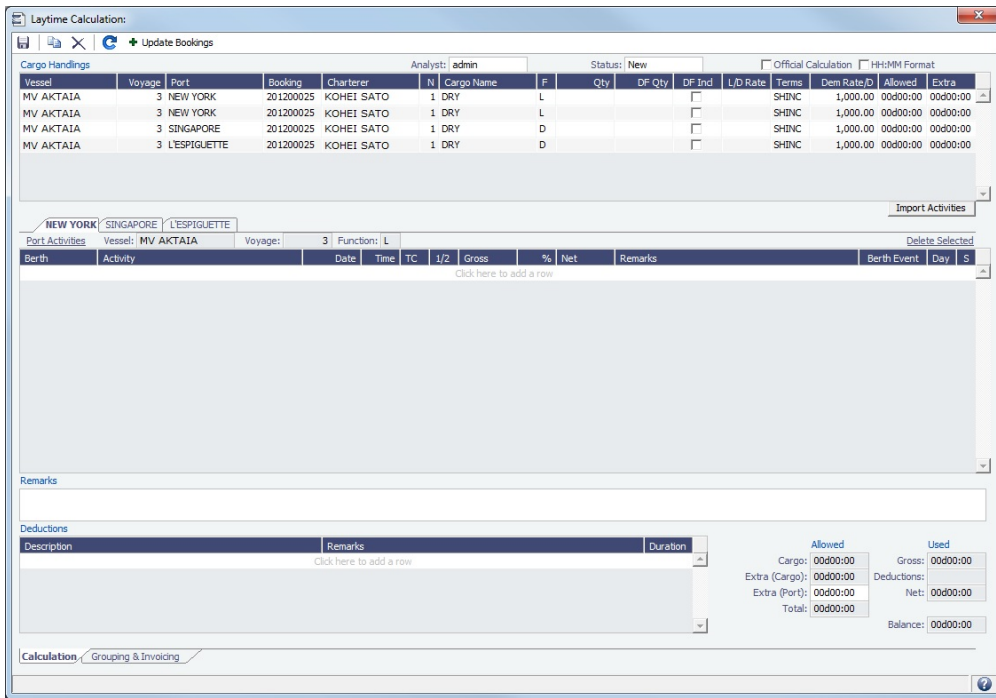 Laytime Calculation:
Update Bookings
Cargo Handlings Analyst: admin Status: New Official Calculation HH:MM Format
Vessel Voyage Port Booking Charterer N Cargo Name F Qty DF Qty DF Ind L/D Rate Terms Dem Rate/D Allowed Extra
MV AKTAIA 3 NEW YORK 201200025 KOHEI SATO 1 DRY L SHINC 1,000.00 00d00:00 00d00:00
MV AKTAIA 3 NEW YORK 201200025 KOHEI SATO 1 DRY L SHINC 1,000.00 00d00:00 00d00:00
MV AKTAIA 3 SINGAPORE 201200025 KOHEI SATO 1 DRY D SHINC 1,000.00 00d00:00 00d00:00
MV AKTAIA 3 L'ESPIGUETTE 201200025 KOHEI SATO 1 DRY D SHINC 1,000.00 00d00:00 00d00:00
Import Activities
NEW YORK SINGAPORE L'ESPIGUETTE
Port Activities Vessel: MV AKTAIA Voyage: 3 Function: L Delete Selected
Berth Activity Date Time TC 1/2 Gross % Net Remarks Berth Event Day S
Click here to add a row
Remarks
Deductions
Description Remarks Duration
Click here to add a row
Allowed Used
Cargo: 00d00:00 Gross: 00d00:00
Extra (Cargo): 00d00:00 Deductions:
Extra (Port): 00d00:00 Net: 00d00:00
Total: 00d00:00
Balance: 00d00:00
Calculation Grouping & Invoicing